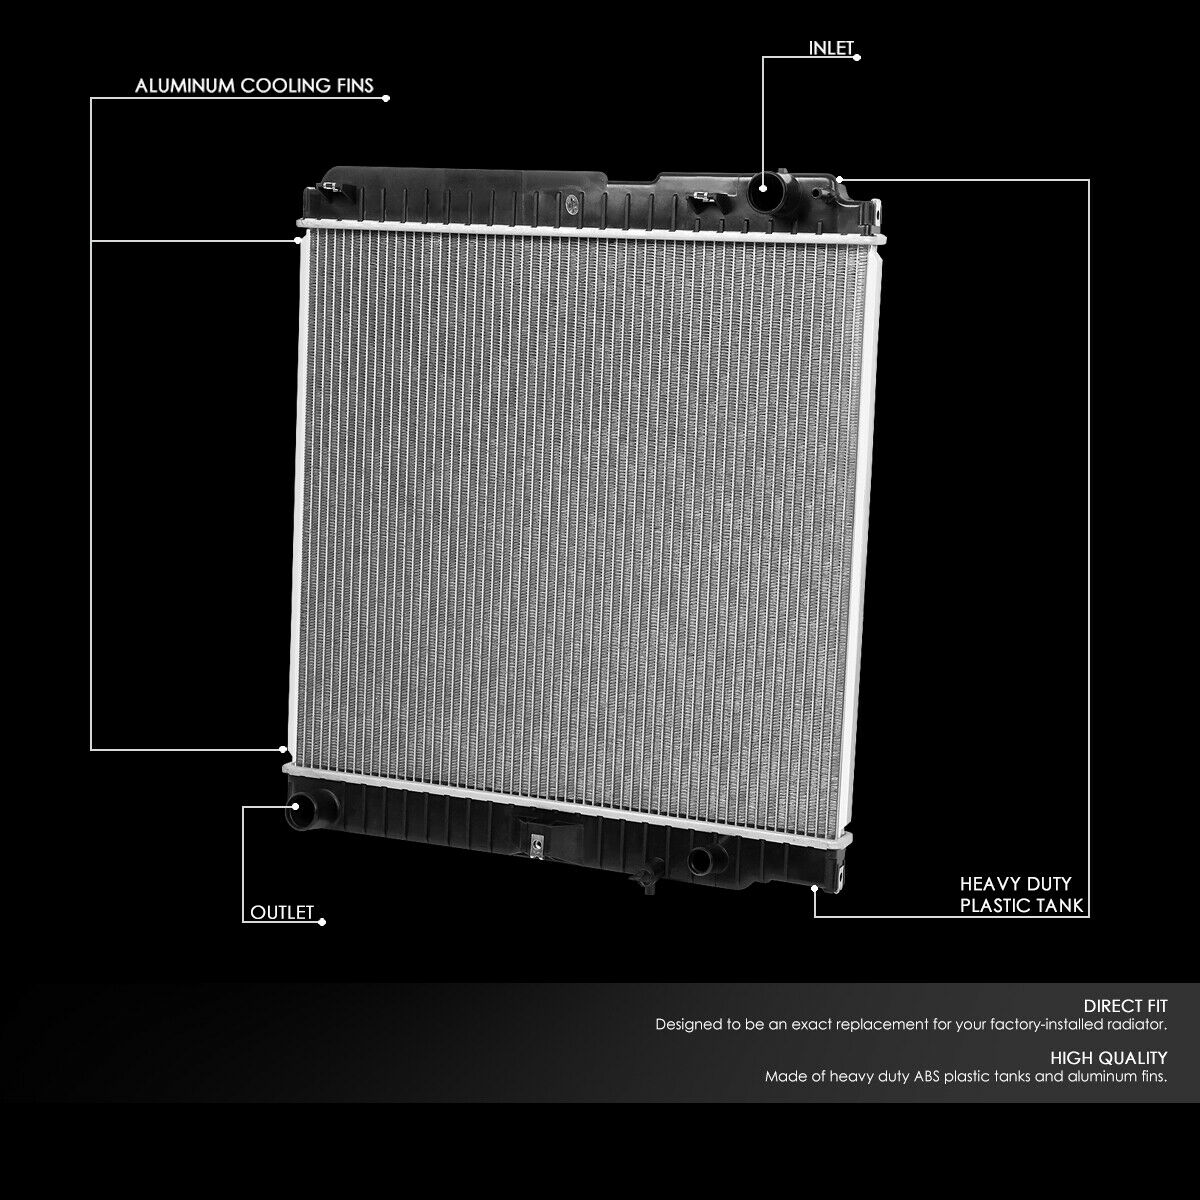 INLET
ALUMINUM COOLING FINS
HEAVY DUTY
PLASTIC TANK
OUTLET
DIRECT FIT
Designed to be an exact replacement for your factory-installed radiator.
HIGH QUALITY
Made of heavy duty ABS plastic tanks and aluminum fins.